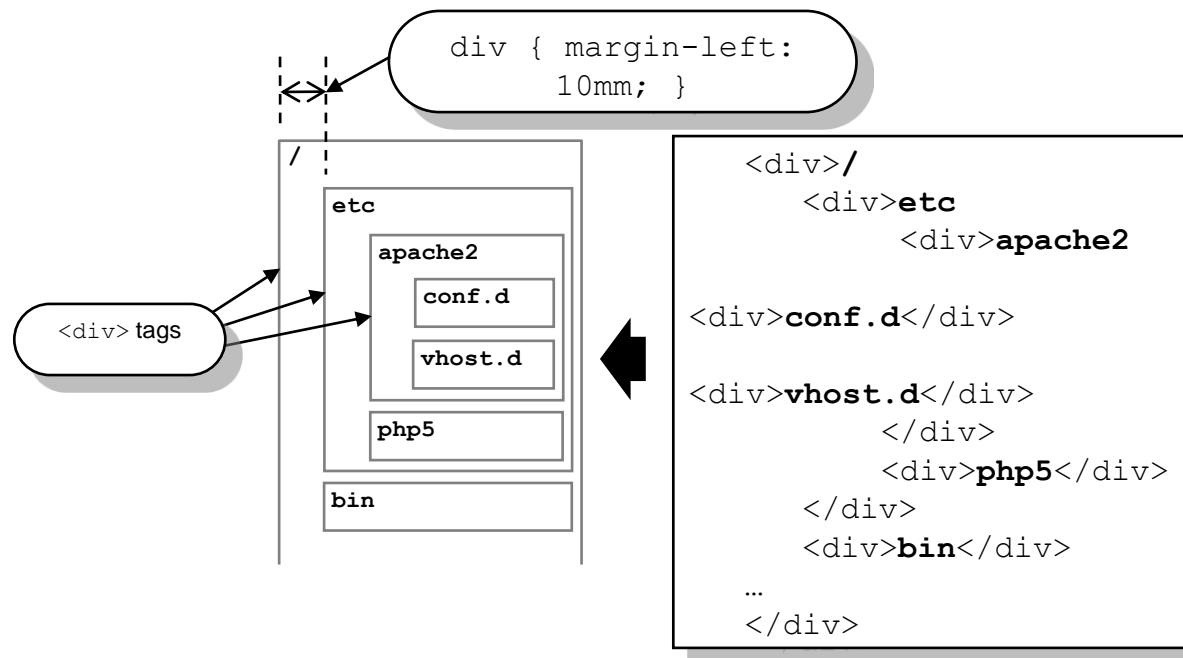 div { margin-left:
10mm; }
/
etc
apache2
conf.d
vhost.d
php5
bin
<div> tags
<div>/
<div>etc
<div>apache2
<div>conf.d</div>
<div>vhost.d</div>
</div>
<div>php5</div>
</div>
<div>bin</div>
…
</div>